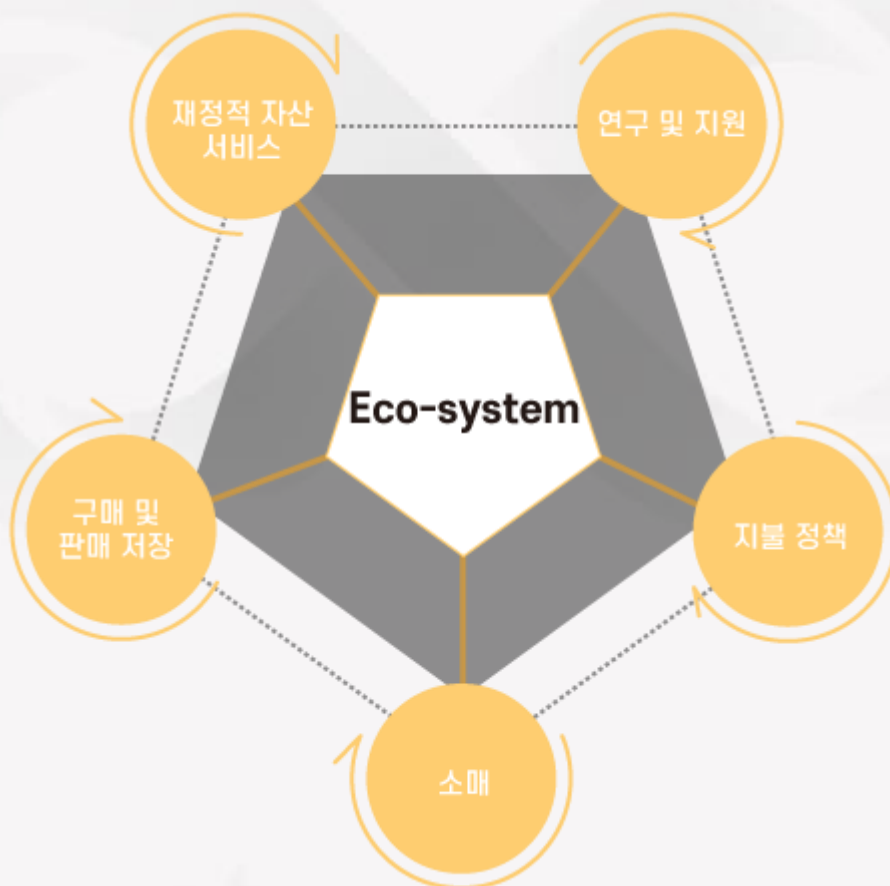 재정적 자산
서비스
연구 및 지원
Eco-system
구매 및
판매 저장
지불 정책
소매